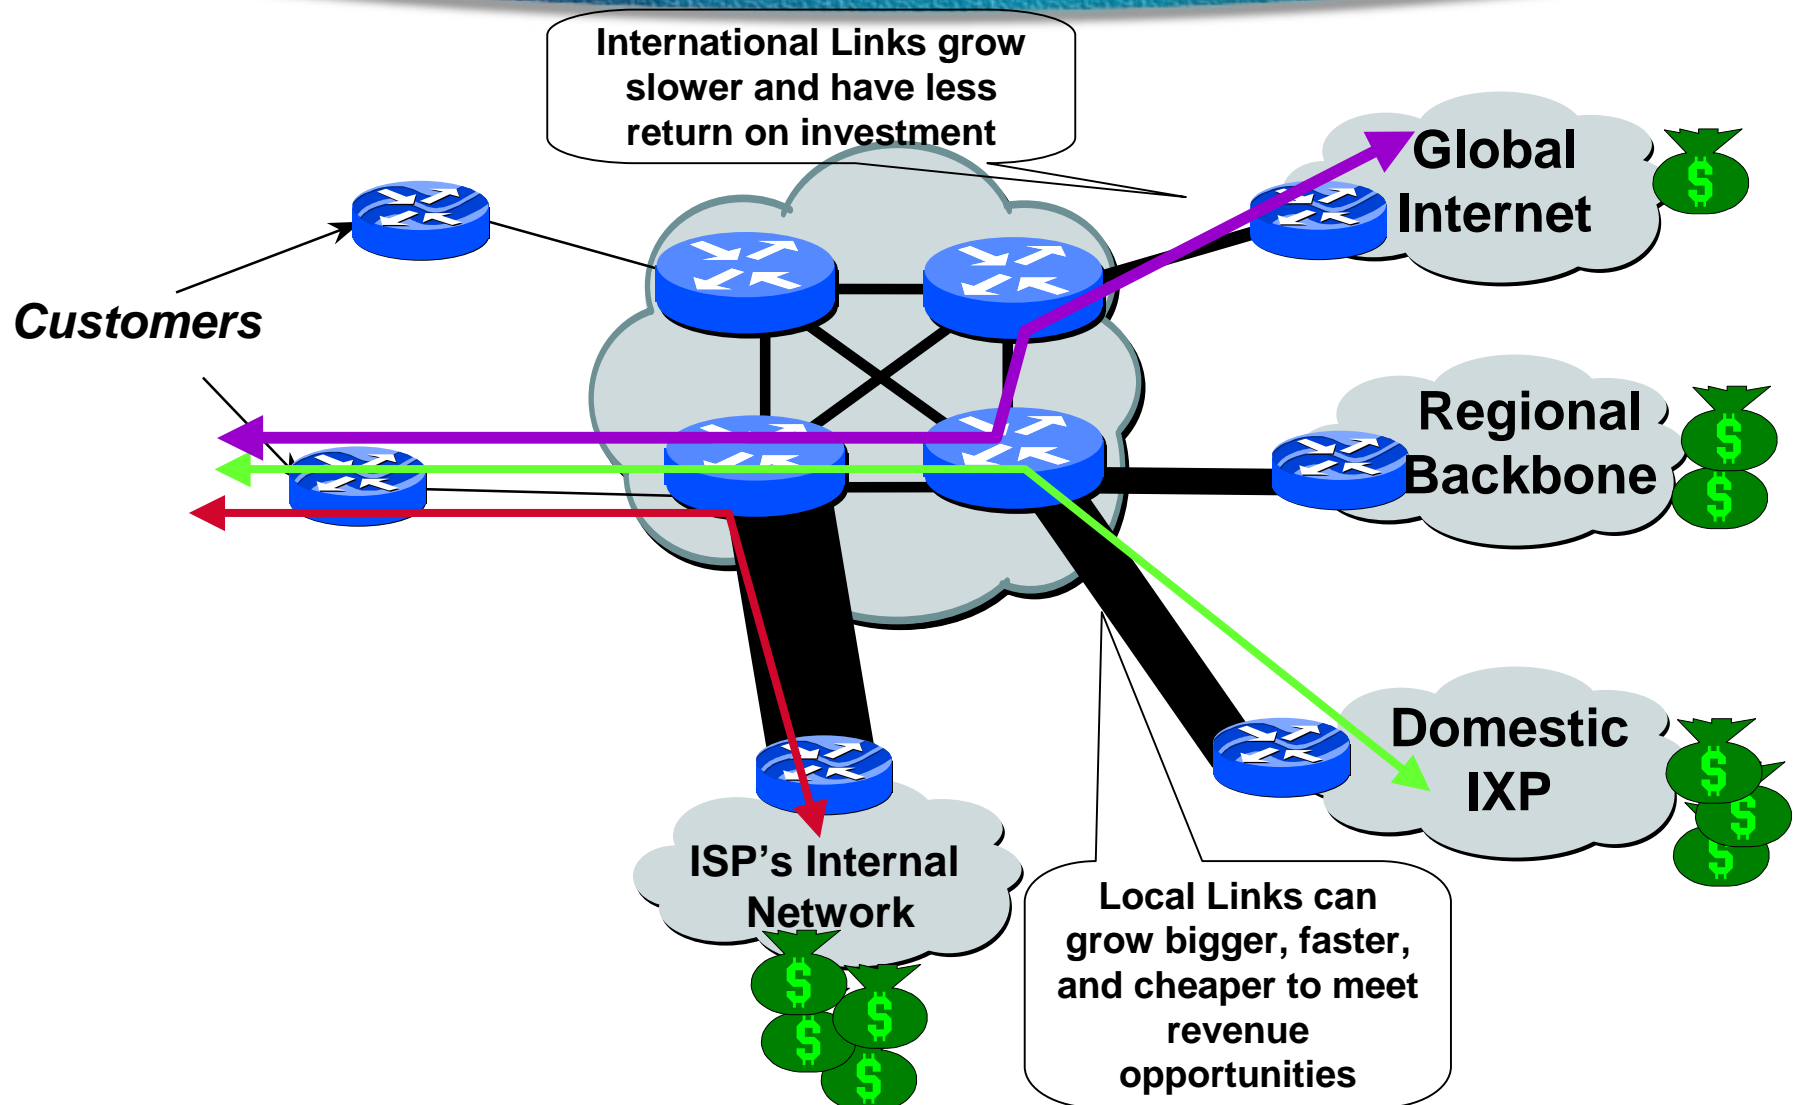 International Links grow
slower and have less
return on investment
Global
Internet
$
Customers
Regional
Backbone
$
$
Domestic
IXP
$
$
$
ISP’s Internal
Network
$
$
$
$
Local Links can
grow bigger, faster,
and cheaper to meet
revenue
opportunities